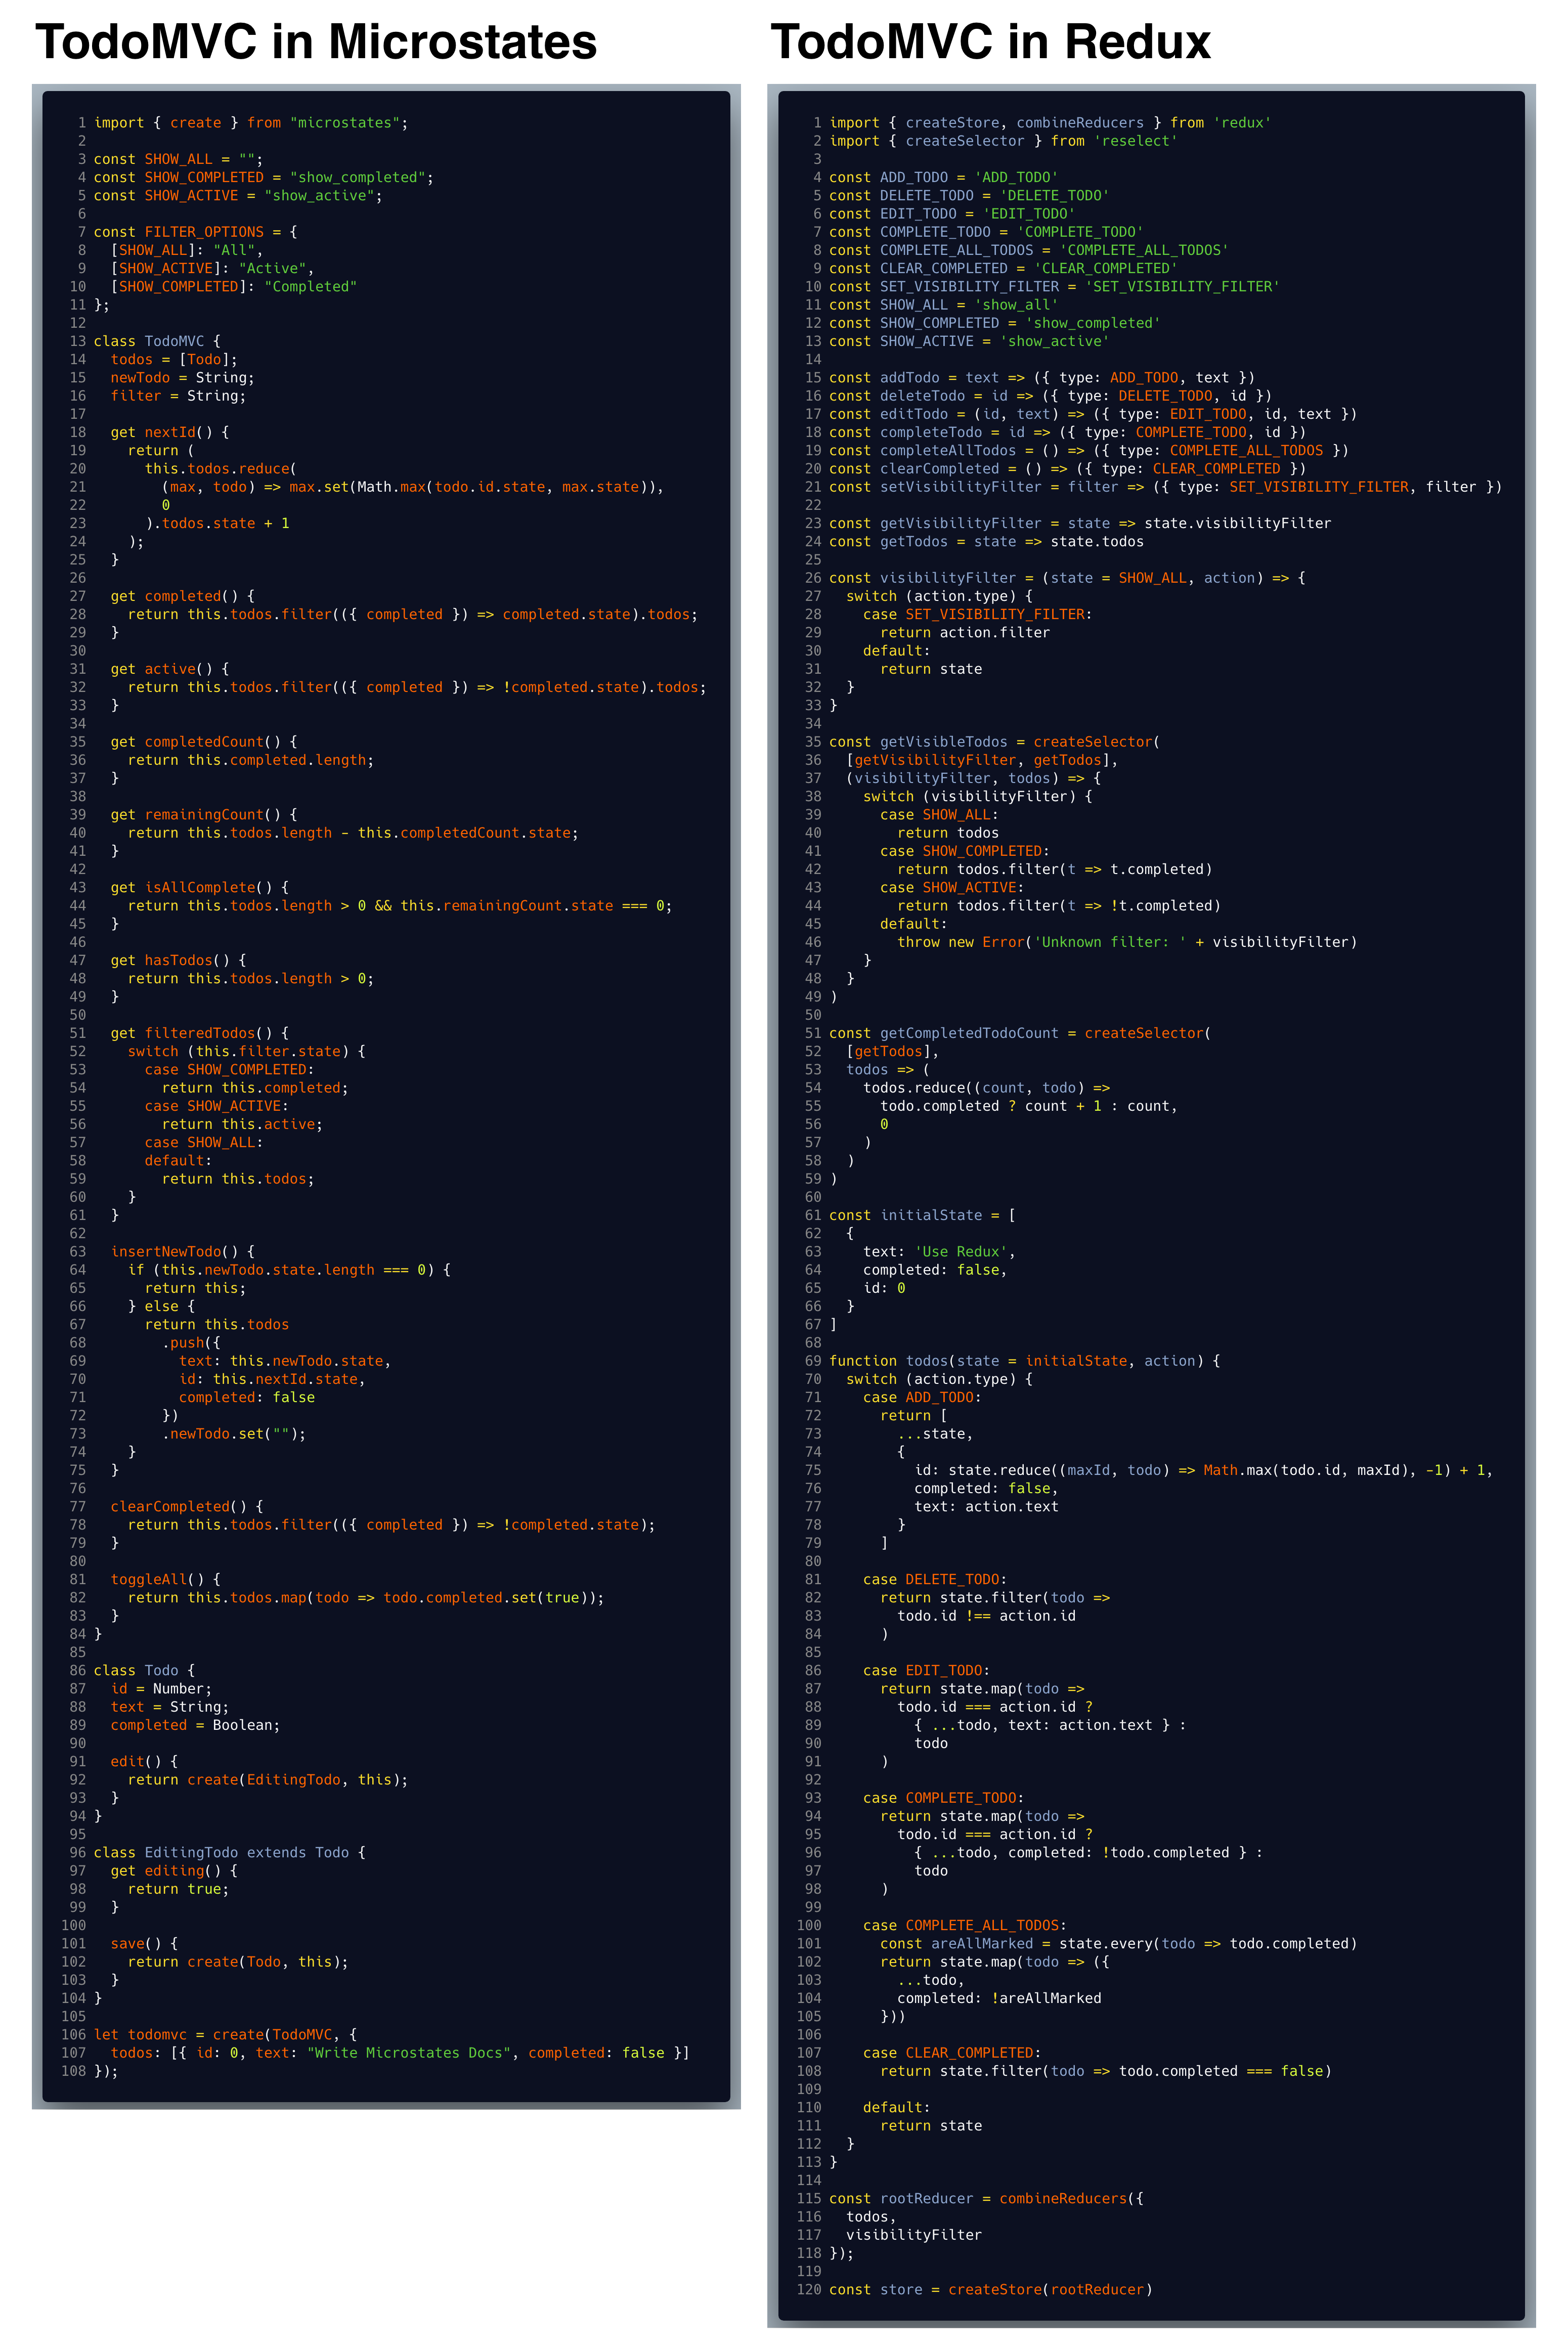 TodoMVC in Microstates
1 import { create } from "microstates";
2
3 const SHOW_ALL = "";
4 const SHOW_COMPLETED = "show_completed";
5 const SHOW_ACTIVE = "show_active";
6
7 const FILTER_OPTIONS = {
8   [SHOW_ALL]: "All",
9   [SHOW_ACTIVE]: "Active",
10   [SHOW_COMPLETED]: "Completed"
11 };
12
13 class TodoMVC {
14   todos = [Todo];
15   newTodo = String;
16   filter = String;
17
18   get nextId() {
19     return (
20       this.todos.reduce(
21         (max, todo) => max.set(Math.max(todo.id.state, max.state)),
22         0
23       ).todos.state + 1
24     );
25   }
26
27   get completed() {
28     return this.todos.filter(({ completed }) => completed.state).todos;
29   }
30
31   get active() {
32     return this.todos.filter(({ completed }) => !completed.state).todos;
33   }
34
35   get completedCount() {
36     return this.completed.length;
37   }
38
39   get remainingCount() {
40     return this.todos.length - this.completedCount.state;
41   }
42
43   get isAllComplete() {
44     return this.todos.length > 0 && this.remainingCount.state === 0;
45   }
46
47   get hasTodos() {
48     return this.todos.length > 0;
49   }
50
51   get filteredTodos() {
52     switch (this.filter.state) {
53       case SHOW_COMPLETED:
54         return this.completed;
55       case SHOW_ACTIVE:
56         return this.active;
57       case SHOW_ALL:
58       default:
59         return this.todos;
60     }
61   }
62
63   insertNewTodo() {
64     if (this.newTodo.state.length === 0) {
65       return this;
66     } else {
67       return this.todos
68         .push({
69           text: this.newTodo.state,
70           id: this.nextId.state,
71           completed: false
72         })
73         .newTodo.set("");
74     }
75   }
76
77   clearCompleted() {
78     return this.todos.filter(({ completed }) => !completed.state);
79   }
80
81   toggleAll() {
82     return this.todos.map(todo => todo.completed.set(true));
83   }
84 }
85
86 class Todo {
87   id = Number;
88   text = String;
89   completed = Boolean;
90
91   edit() {
92     return create(EditingTodo, this);
93   }
94 }
95
96 class EditingTodo extends Todo {
97   get editing() {
98     return true;
99   }
100
101   save() {
102     return create(Todo, this);
103   }
104 }
105
106 let todomvc = create(TodoMVC, {
107   todos: [{ id: 0, text: "Write Microstates Docs", completed: false }]
108 });
TodoMVC in Redux
1 import { createStore, combineReducers } from 'redux'
2 import { createSelector } from 'reselect'
3
4 const ADD_TODO = 'ADD_TODO'
5 const DELETE_TODO = 'DELETE_TODO'
6 const EDIT_TODO = 'EDIT_TODO'
7 const COMPLETE_TODO = 'COMPLETE_TODO'
8 const COMPLETE_ALL_TODOS = 'COMPLETE_ALL_TODOS'
9 const CLEAR_COMPLETED = 'CLEAR_COMPLETED'
10 const SET_VISIBILITY_FILTER = 'SET_VISIBILITY_FILTER'
11 const SHOW_ALL = 'show_all'
12 const SHOW_COMPLETED = 'show_completed'
13 const SHOW_ACTIVE = 'show_active'
14
15 const addTodo = text => ({ type: ADD_TODO, text })
16 const deleteTodo = id => ({ type: DELETE_TODO, id })
17 const editTodo = (id, text) => ({ type: EDIT_TODO, id, text })
18 const completeTodo = id => ({ type: COMPLETE_TODO, id })
19 const completeAllTodos = () => ({ type: COMPLETE_ALL_TODOS })
20 const clearCompleted = () => ({ type: CLEAR_COMPLETED })
21 const setVisibilityFilter = filter => ({ type: SET_VISIBILITY_FILTER, filter })
22
23 const getVisibilityFilter = state => state.visibilityFilter
24 const getTodos = state => state.todos
25
26 const visibilityFilter = (state = SHOW_ALL, action) => {
27   switch (action.type) {
28     case SET_VISIBILITY_FILTER:
29       return action.filter
30     default:
31       return state
32   }
33 }
34
35 const getVisibleTodos = createSelector(
36   [getVisibilityFilter, getTodos],
37   (visibilityFilter, todos) => {
38     switch (visibilityFilter) {
39       case SHOW_ALL:
40         return todos
41       case SHOW_COMPLETED:
42         return todos.filter(t => t.completed)
43       case SHOW_ACTIVE:
44         return todos.filter(t => !t.completed)
45       default:
46         throw new Error('Unknown filter: ' + visibilityFilter)
47     }
48   }
49 )
50
51 const getCompletedTodoCount = createSelector(
52   [getTodos],
53   todos => (
54     todos.reduce((count, todo) =>
55       todo.completed ? count + 1 : count,
56       0
57     )
58   )
59 )
60
61 const initialState = [
62   {
63     text: 'Use Redux',
64     completed: false,
65     id: 0
66   }
67 ]
68
69 function todos(state = initialState, action) {
70   switch (action.type) {
71     case ADD_TODO:
72       return [
73         ...state,
74         {
75           id: state.reduce((maxId, todo) => Math.max(todo.id, maxId), -1) + 1,
76           completed: false,
77           text: action.text
78         }
79       ]
80
81     case DELETE_TODO:
82       return state.filter(todo =>
83         todo.id !== action.id
84       )
85
86     case EDIT_TODO:
87       return state.map(todo =>
88         todo.id === action.id ?
89           { ...todo, text: action.text } :
90           todo
91       )
92
93     case COMPLETE_TODO:
94       return state.map(todo =>
95         todo.id === action.id ?
96           { ...todo, completed: !todo.completed } :
97           todo
98       )
99
100     case COMPLETE_ALL_TODOS:
101       const areAllMarked = state.every(todo => todo.completed)
102       return state.map(todo => ({
103         ...todo,
104         completed: !areAllMarked
105       }))
106
107     case CLEAR_COMPLETED:
108       return state.filter(todo => todo.completed === false)
109
110     default:
111       return state
112   }
113 }
114
115 const rootReducer = combineReducers({
116   todos,
117   visibilityFilter
118 });
119
120 const store = createStore(rootReducer)